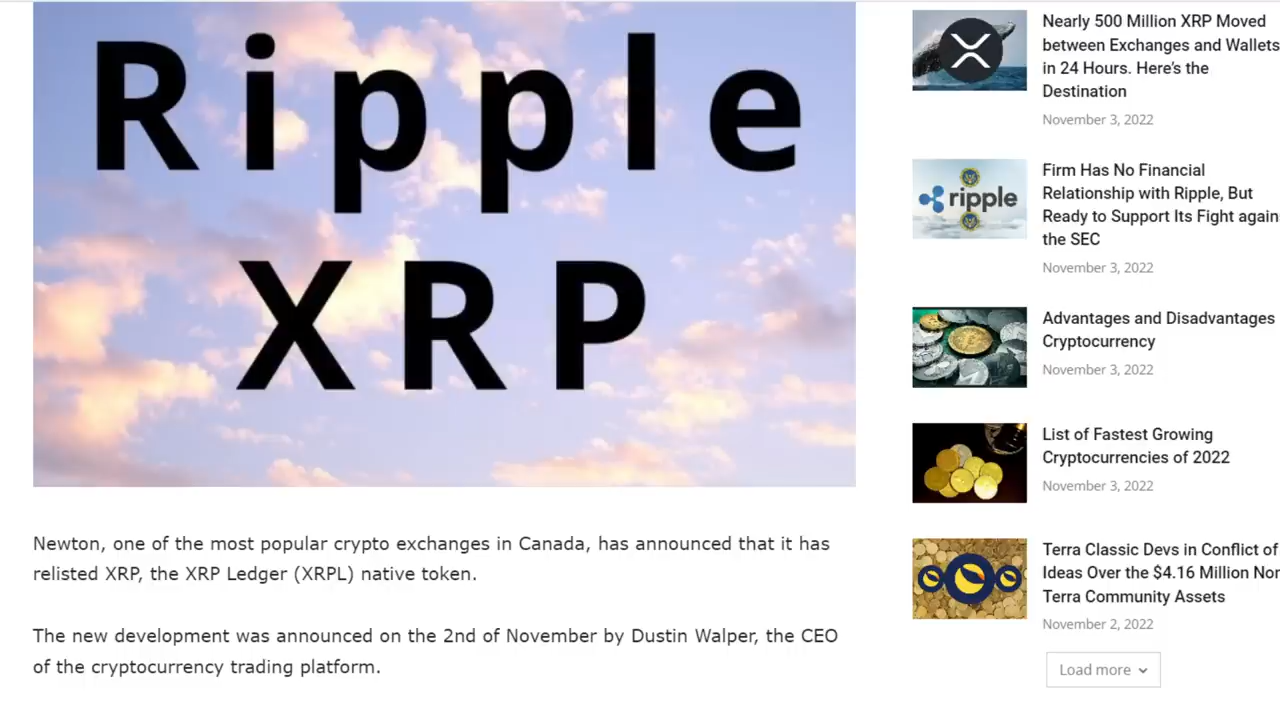 Ripple
XRP
Newton, one of the most popular crypto exchanges in Canada, has announced that it has
relisted XRP, the XRP Ledger (XRPL) native token.
The new development was announced on the 2nd of November by Dustin Walper, the CEO
of the cryptocurrency trading platform.
Nearly 500 Million XRP Moved
between Exchanges and Wallets
in 24 Hours. Here's the
Destination
November 3, 2022
ripple
Firm Has No Financial
Relationship with Ripple, But
Ready to Support Its Fight again
the SEC
November 3, 2022
Advantages and Disadvantages
Cryptocurrency
November 3, 2022
List of Fastest Growing
Cryptocurrencies of 2022
November 3, 2022
Terra Classic Devs in Conflict of
Ideas Over the $4.16 Million Non
Terra Community Assets
November 2, 2022
Load more